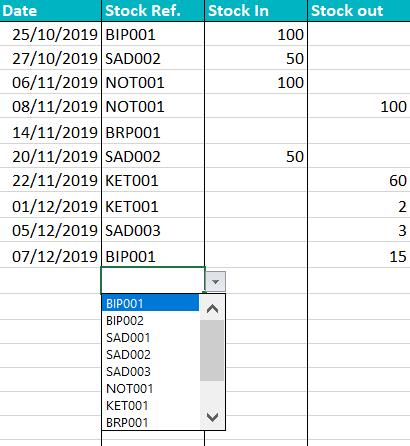 Date Stock Ref. Stock In Stock out
25/10/2019 BIP001 100
27/10/2019 SAD002 50
06/11/2019 NOT001 100
08/11/2019 NOT001 100
14/11/2019 BRP001
20/11/2019 SAD002 50
22/11/2019 KET001 60
01/12/2019 KET001 2
05/12/2019 SAD003 3
07/12/2019 BIP001 15
BIP001
BIP002
SAD001
SAD002
SAD003
NOT001
KET001
BRP001